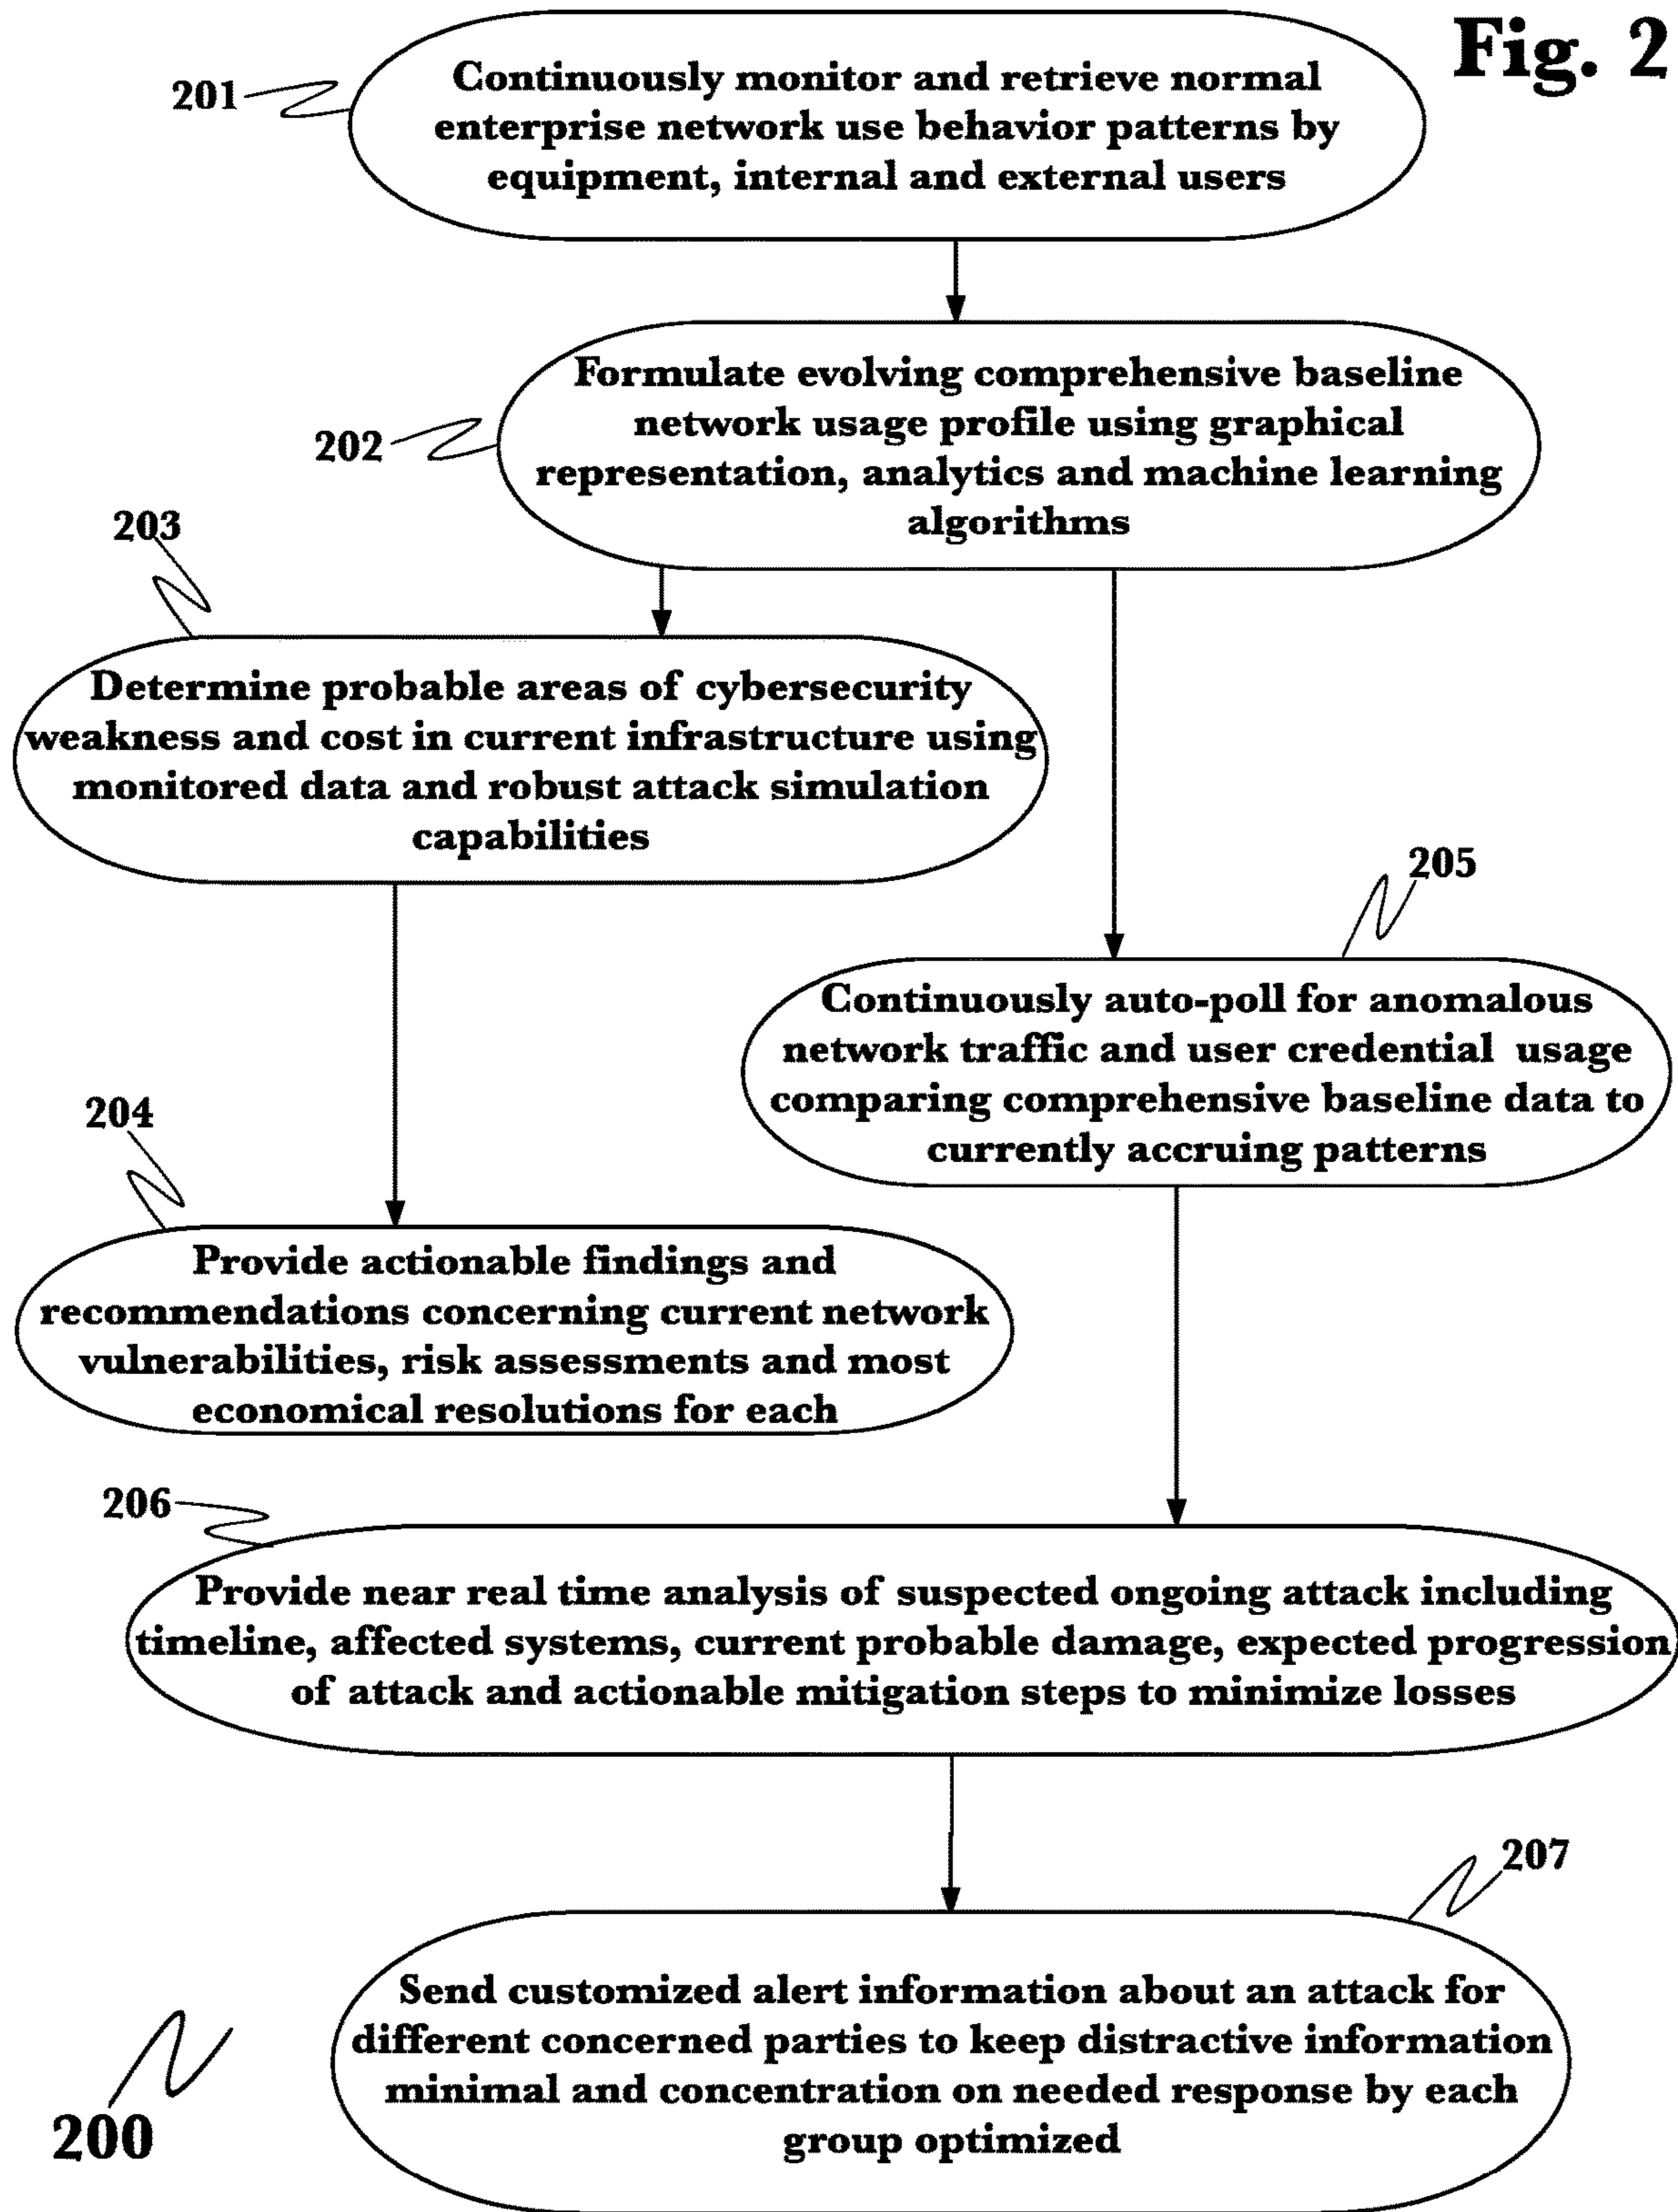 Fig. 2
201
Continuously monitor and retrieve normal
enterprise network use behavior patterns by
equipment, internal and external users
202
Formulate evolving comprehensive baseline
network usage profile using graphical
representation, analytics and machine learning
algorithms
203
Determine probable areas of cybersecurity
weakness and cost in current infrastructure using
monitored data and robust attack simulation
capabilities
205
Continuously auto-poll for anomalous
network traffic and user credential usage
comparing comprehensive baseline data to
currently accruing patterns
204
Provide actionable findings and
recommendations concerning current network
vulnerabilities, risk assessments and most
economical resolutions for each
206
Provide near real time analysis of suspected ongoing attack including
timeline, affected systems, current probable damage, expected progression
of attack and actionable mitigation steps to minimize losses
207
Send customized alert information about an attack for
different concerned parties to keep distractive information
minimal and concentration on needed response by each
group optimized
200